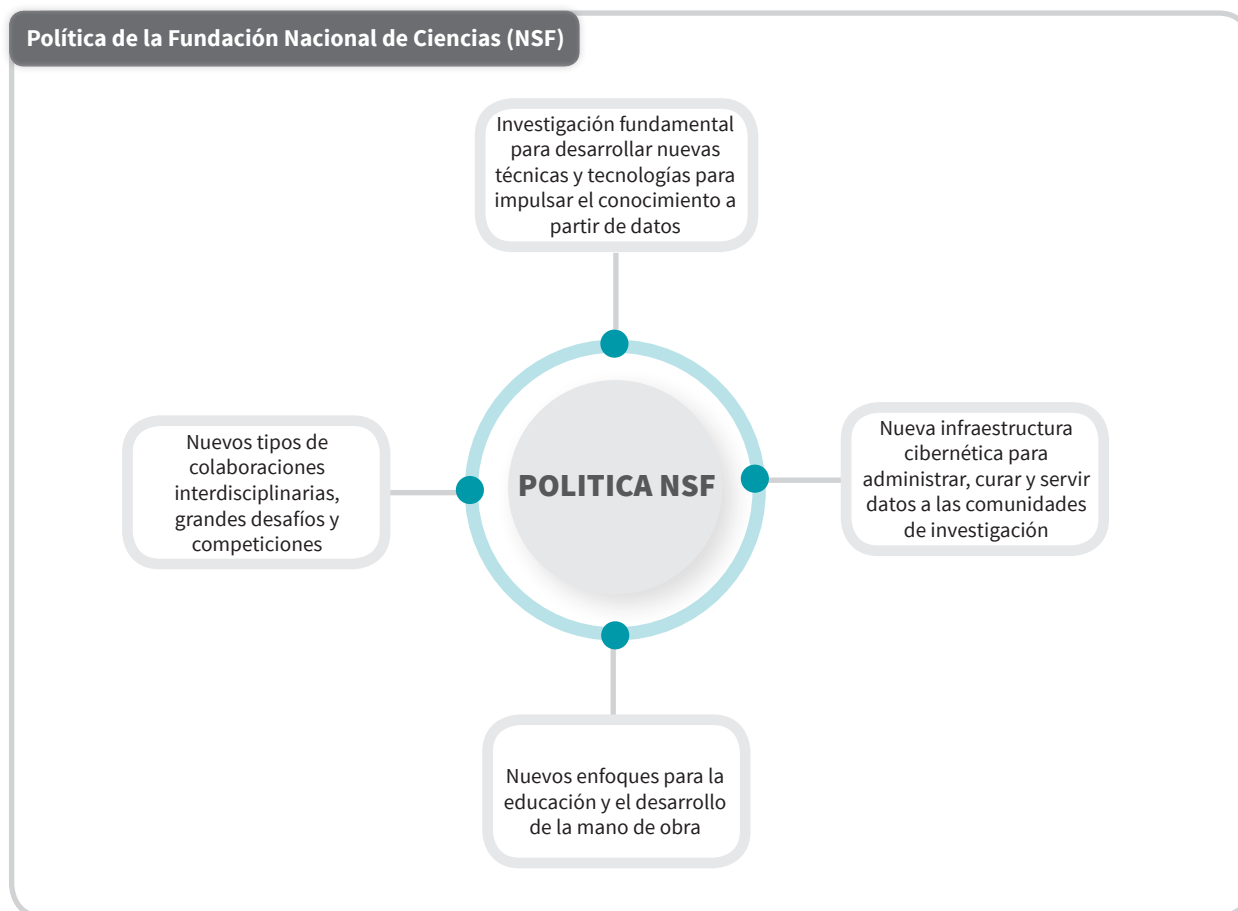 Política de la Fundación Nacional de Ciencias (NSF)
Investigación fundamental
para desarrollar nuevas
técnicas y tecnologías para
impulsar el conocimiento a
partir de datos
Nuevos tipos de
colaboraciones
interdisciplinarias,
grandes desafíos y
competiciones
POLITICA NSF
Nueva infraestructura
cibernética para
administrar, curar y servir
datos a las comunidades
de investigación
Nuevos enfoques para la
educación y el desarrollo
de la mano de obra